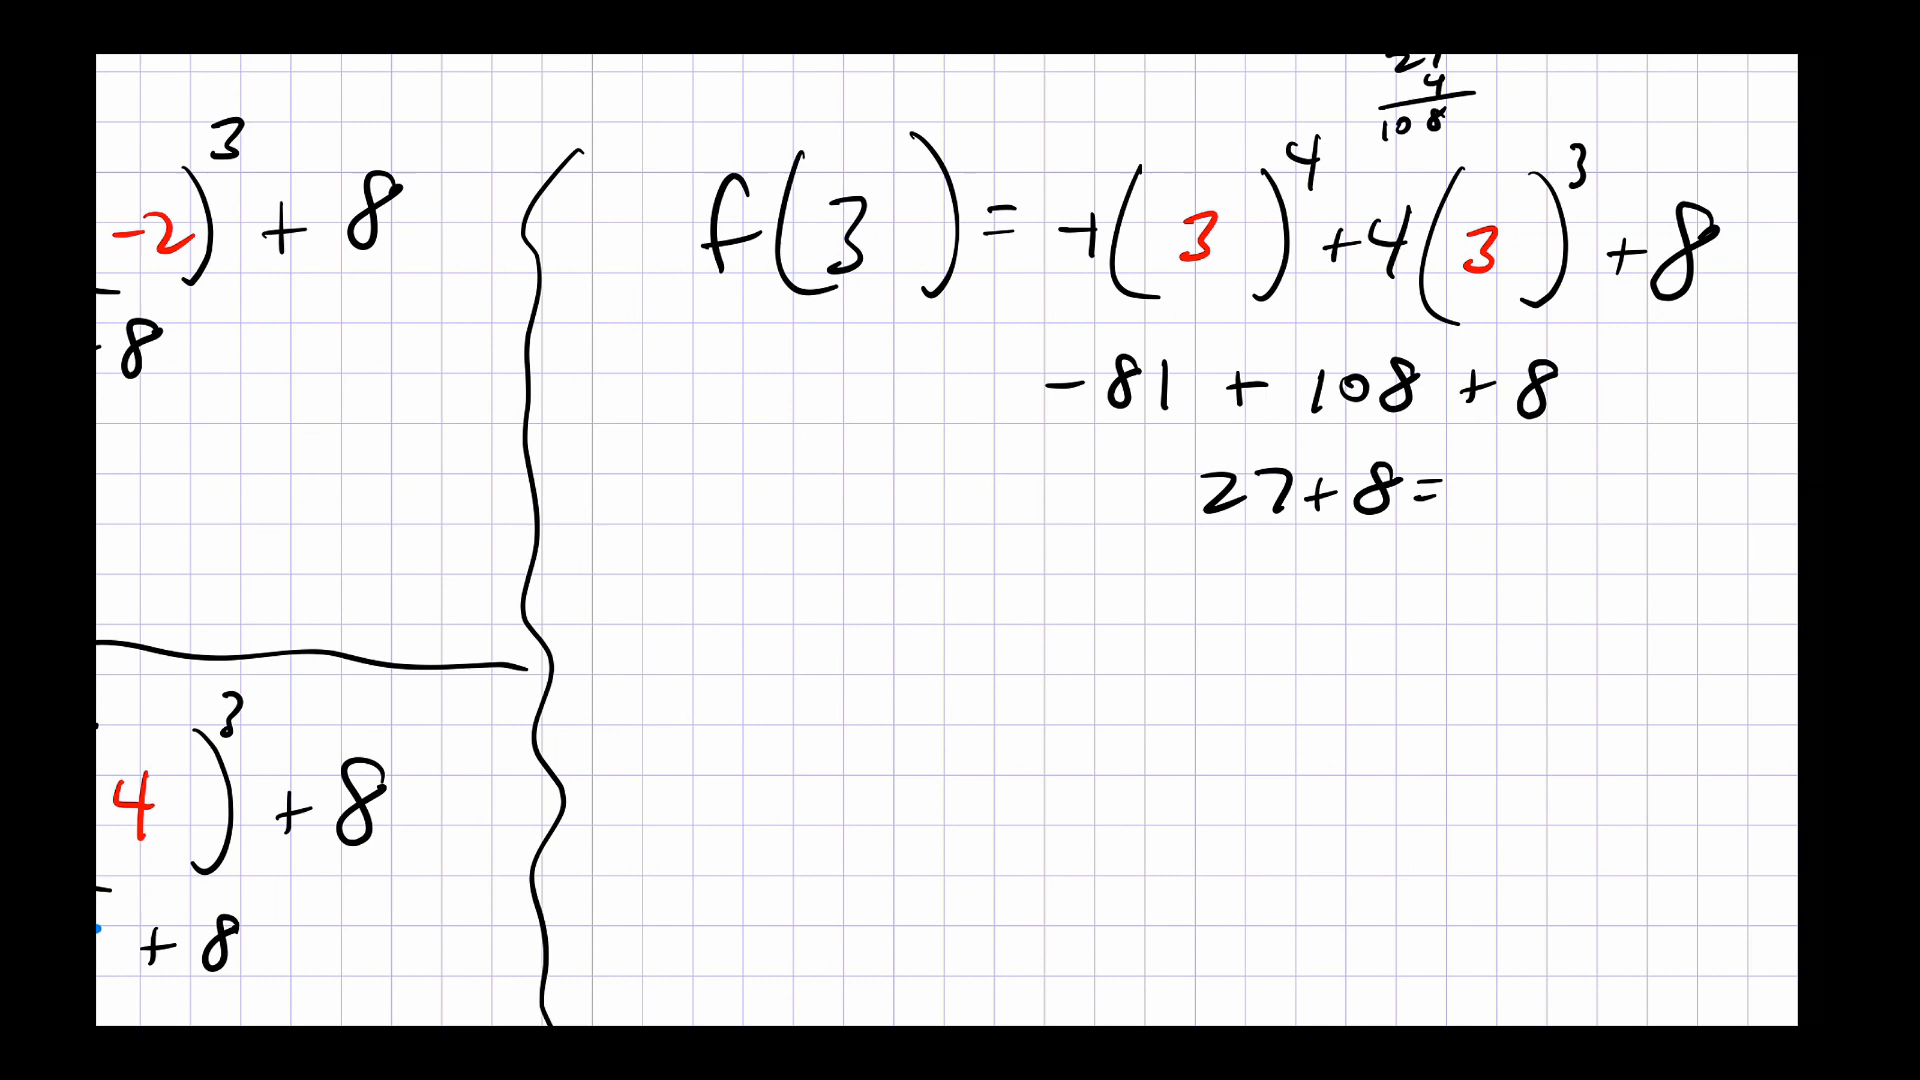 4
108
-2)³ + 8
8
f(3) = -1(3)⁴ + 4(3)³ + 8
-81 + 108 + 8
27 + 8 =
4)³ + 8
+ 8